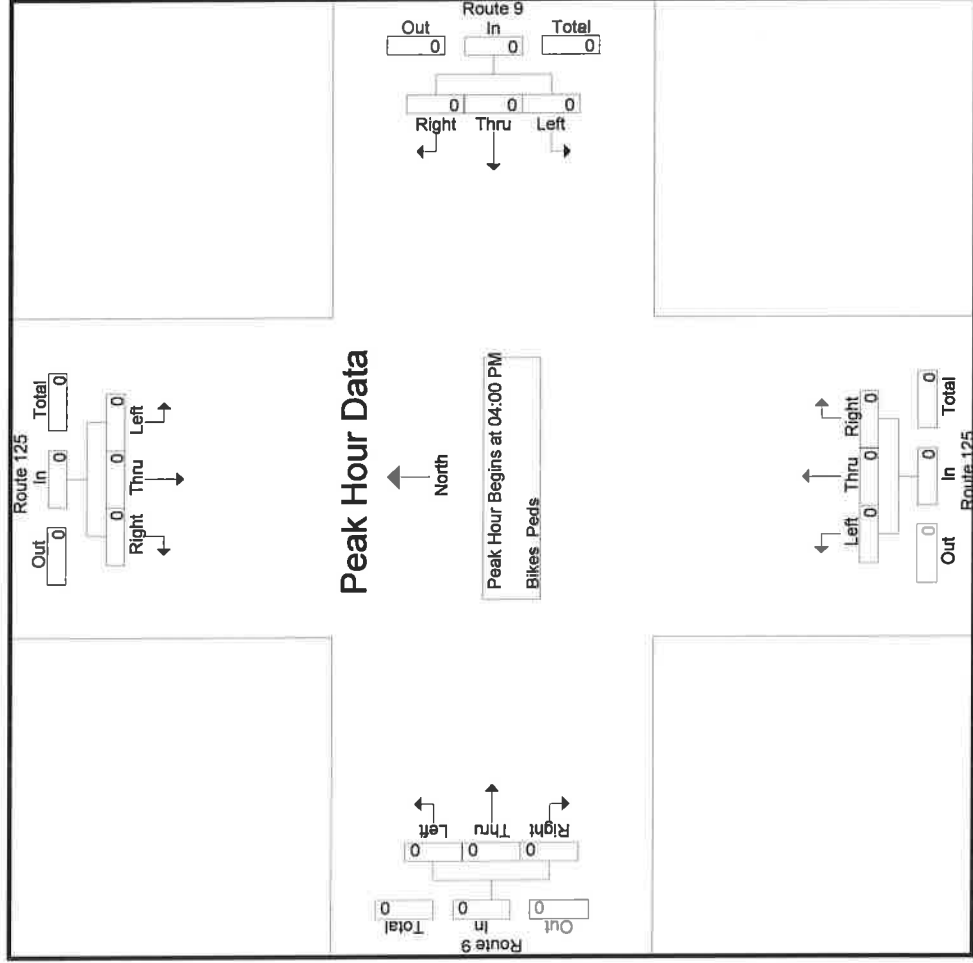 Route 125
Out In Total
0 0 0
0 0 0
Right Thru Left
Route 9
Out In Total
0 0 0
0 0 0
Right Thru Left
Peak Hour Data
North
Peak Hour Begins at 04:00 PM
Bikes Peds
Left Thru Right
0 0 0
0 0 0
Total In Out
Route 9
Left Thru Right
0 0 0
0 0 0
Out In Total
Route 125